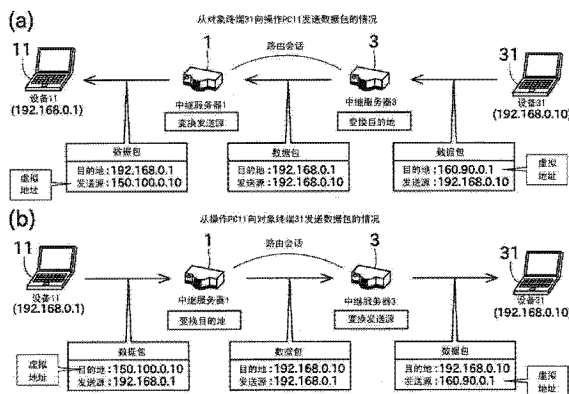 (a)
从对象终端31向操作PC11发送数据包的情况
11
1
路由会话
3
31
设备11
(192.168.0.1)
中继服务器1
变换发送源
中继服务器3
变换目的地
设备31
(192.168.0.10)
虚拟
地址
数据包
目的地:192.168.0.1
发送源:150.100.0.10
数据包
目的地:192.168.0.1
发送源:192.168.0.10
数据包
目的地:160.90.0.1
发送源:192.168.0.10
虚拟
地址
(b)
从操作PC11向对象终端31发送数据包的情况
11
1
路由会话
3
31
设备11
(192.168.0.1)
中继服务器1
变换目的地
中继服务器3
变换发送源
设备31
(192.168.0.10)
虚拟
地址
数据包
目的地:150.100.0.10
发送源:192.168.0.1
数据包
目的地:192.168.0.10
发送源:192.168.0.1
数据包
目的地:192.168.0.10
发送源:160.90.0.1
虚拟
地址